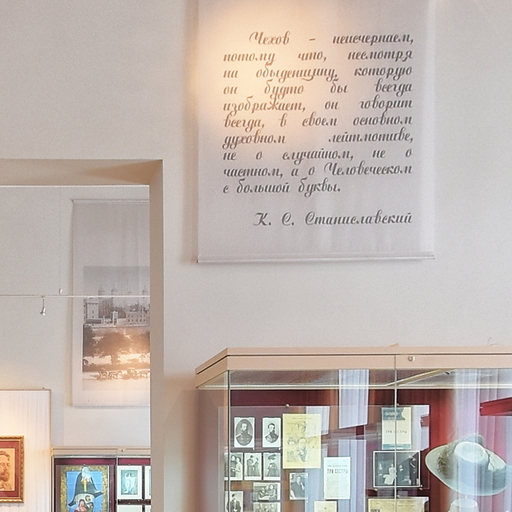 Чехов – неисчерпаем,
потому что, несмотря
на обыденщину, которую
он будто бы всегда
изображает, он говорит
всегда, в своем основном
духовном лейтмотиве,
не о случайном, не о
частном, а о Человеческом
с большой буквы.
К. С. Станиславский
ТРИ СЕСТРЫ